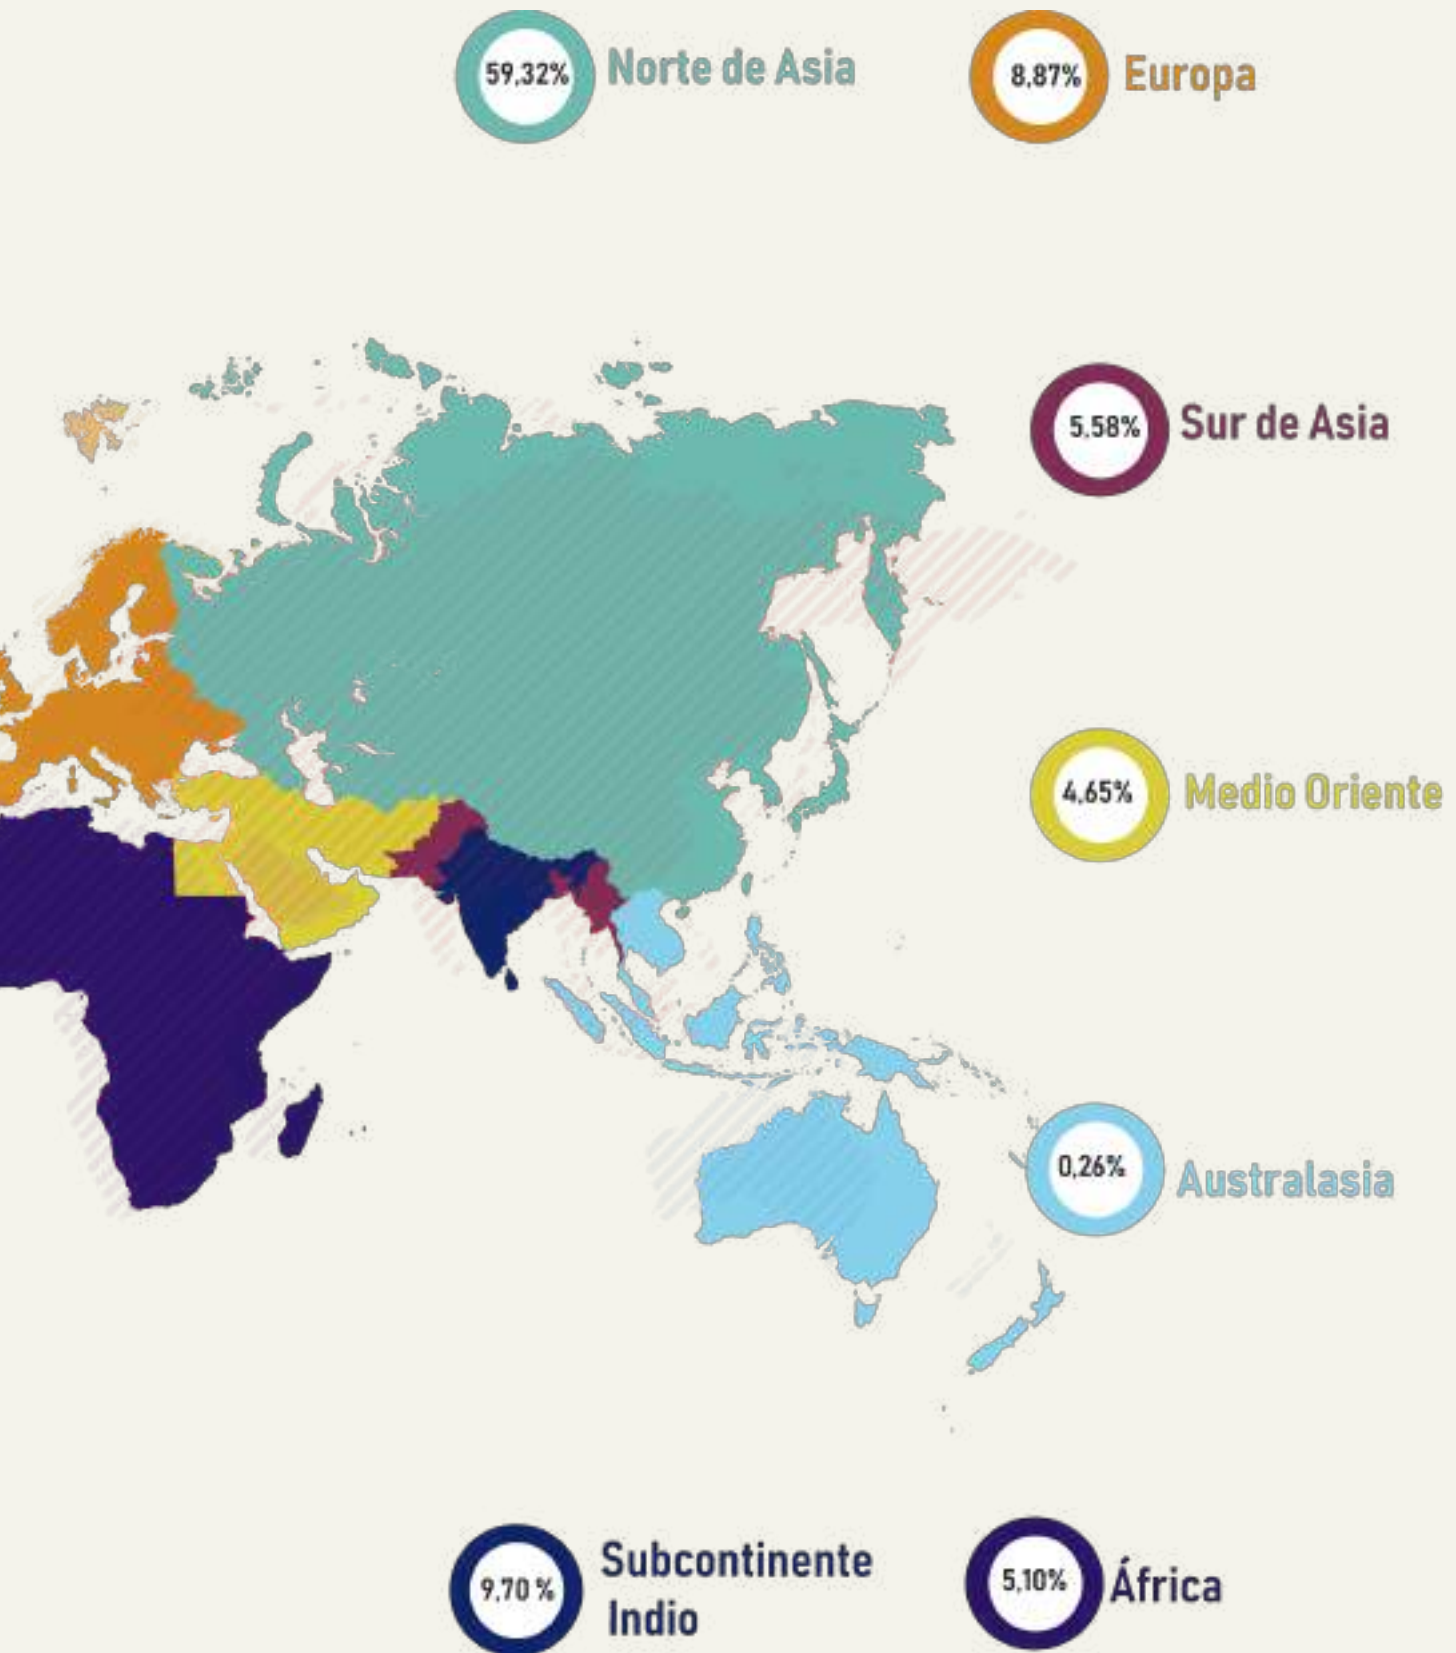 59,32% Norte de Asia
8,87% Europa
5,58% Sur de Asia
4,65% Medio Oriente
0,26% Australasia
9,70 % Subcontinente
Indio
5,10% África